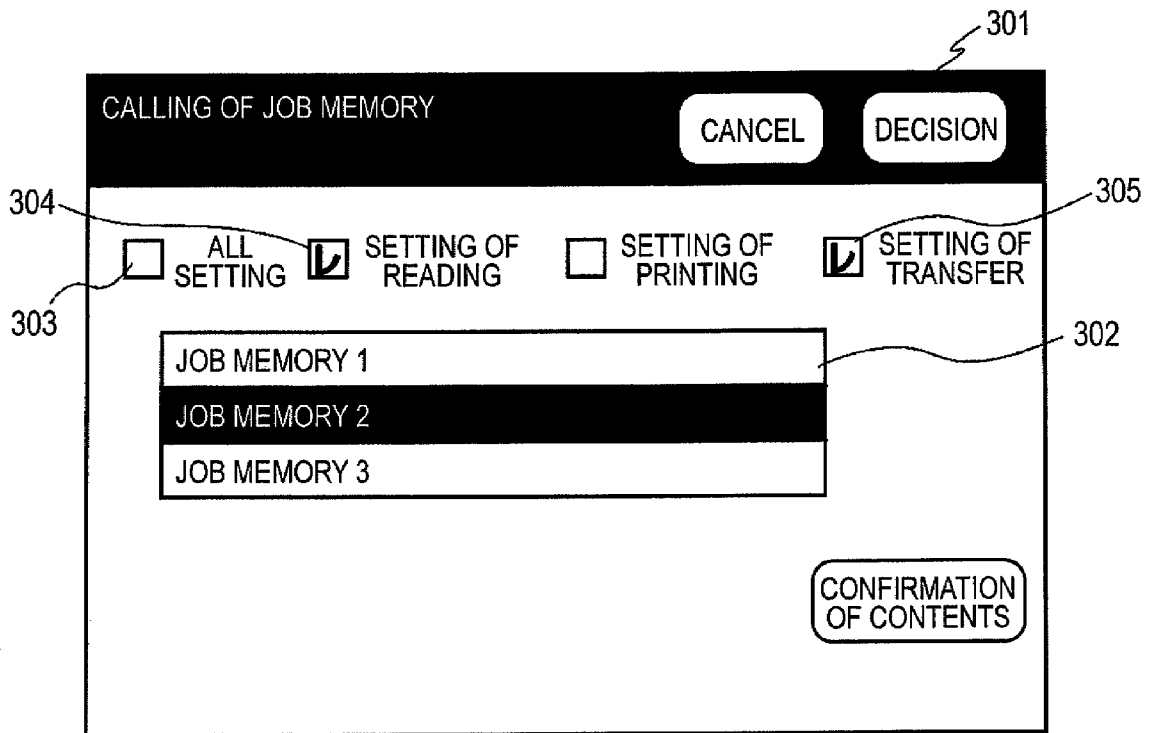 301
CALLING OF JOB MEMORY
CANCEL
DECISION
304
305
ALL
SETTING
SETTING OF
READING
SETTING OF
PRINTING
SETTING OF
TRANSFER
303
302
JOB MEMORY 1
JOB MEMORY 2
JOB MEMORY 3
CONFIRMATION
OF CONTENTS